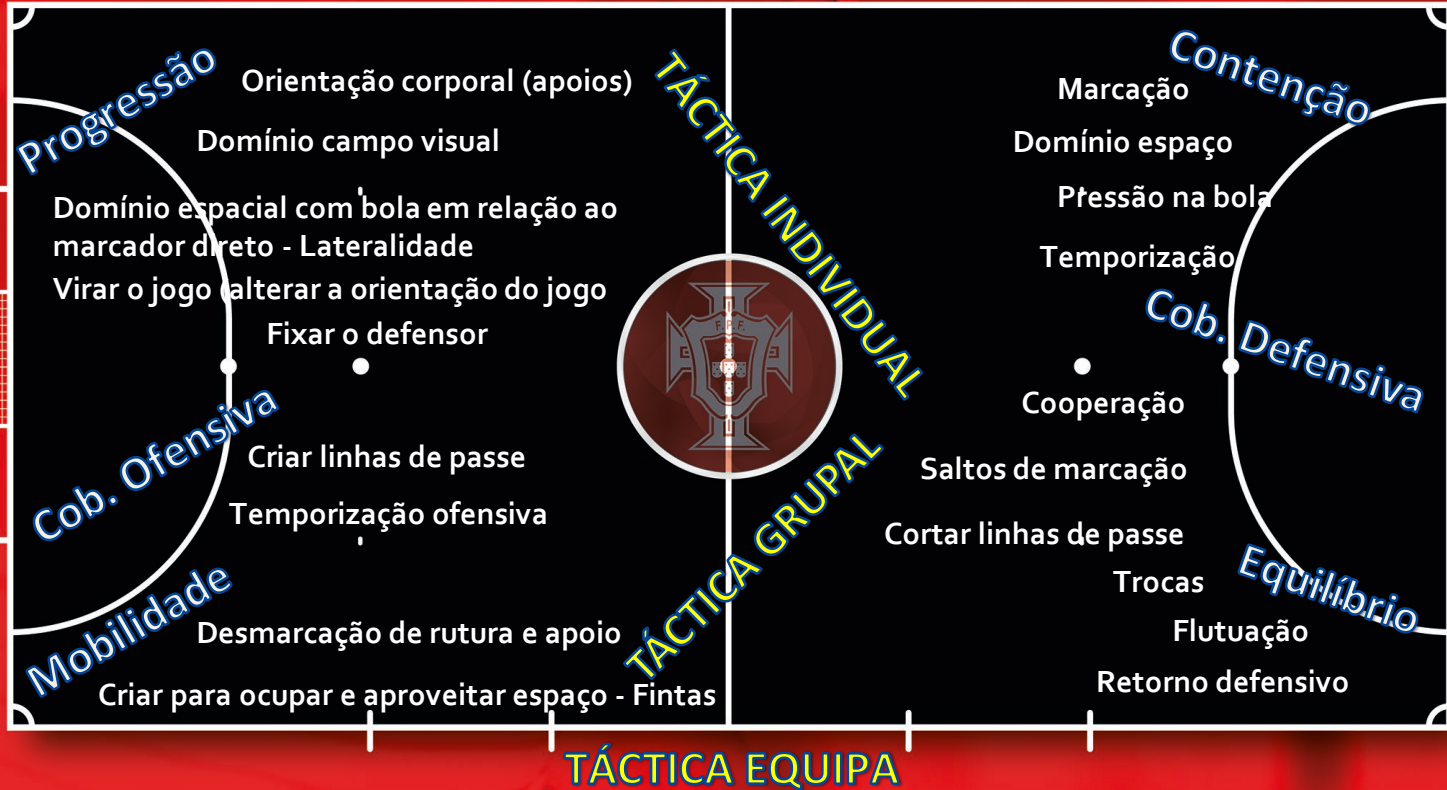 Progressão
Orientação corporal (apoios)
Domínio campo visual
Domínio espacial com bola em relação ao
marcador direto - Lateralidade
Virar o jogo (alterar a orientação do jogo
Fixar o defensor
Cob. Ofensiva
Criar linhas de passe
Temporização ofensiva
Mobilidade
Desmarcação de rutura e apoio
Criar para ocupar e aproveitar espaço - Fintas
TÁCTICA INDIVIDUAL
F.P.F.
TÁCTICA GRUPAL
Contenção
Marcação
Domínio espaço
Pressão na bola
Temporização
Cob. Defensiva
Cooperação
Saltos de marcação
Cortar linhas de passe
Trocas
Equilíbrio
Flutuação
Retorno defensivo
TÁCTICA EQUIPA